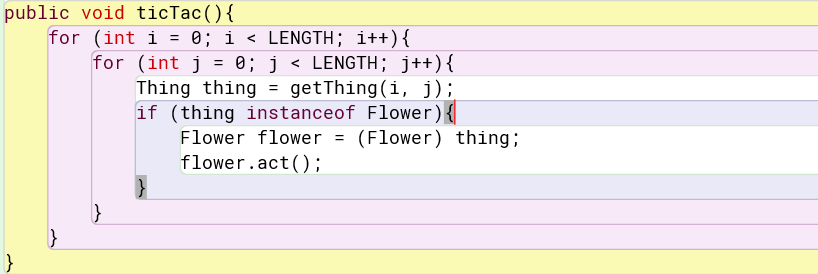 public void ticTac(){
for (int i = 0; i < LENGTH; i++){
for (int j = 0; j < LENGTH; j++){
Thing thing = getThing(i, j);
if (thing instanceof Flower){
Flower flower = (Flower) thing;
flower.act();
}
}
}
}